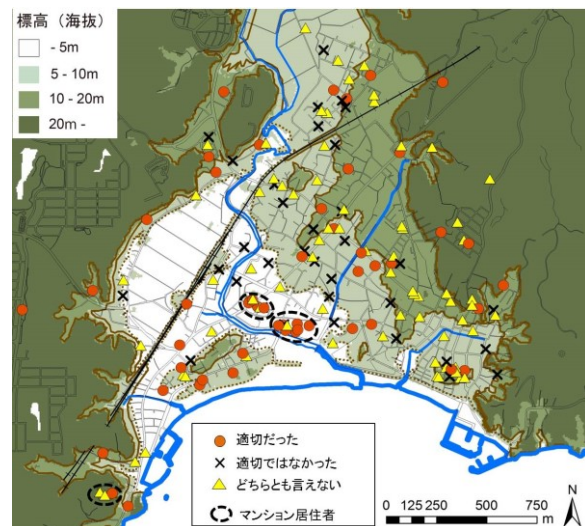 標高（海抜）
- 5m
5 - 10m
10 - 20m
20m -
適切だった
適切ではなかった
どちらとも言えない
マンション居住者
0 125 250 500 750
m
N